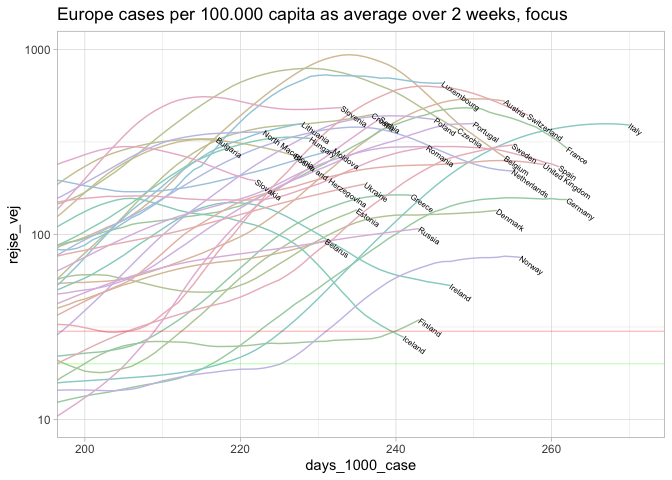 Europe cases per 100.000 capita as average over 2 weeks, focus
1000
100
10
rejse_vej
Luxembourg
Austria
Switzerland
Slovenia
Italy
Croatia
Lithuania
Poland
Portugal
Czechia
North Macedonia
Hungary
Bulgaria
Moldova
Romania
Sweden
France
Bosnia and Herzegovina
Belgium
Spain
United Kingdom
Netherlands
Slovakia
Ukraine
Greece
Germany
Estonia
Denmark
Russia
Belarus
Norway
Ireland
Finland
Iceland
200
220
240
260
days_1000_case